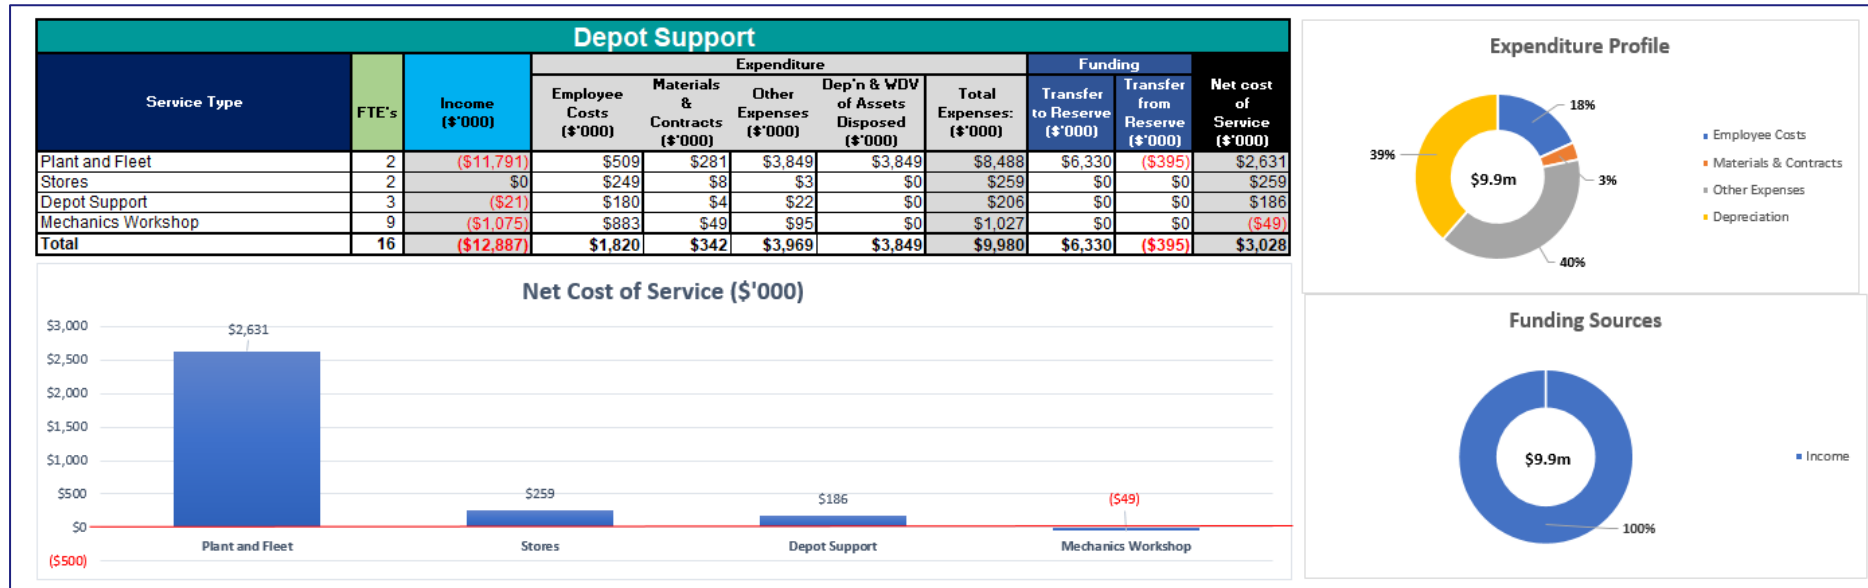 Depot Support
Service Type
FTE's
Income
($'000)
Expenditure
Employee
Costs
($'000)
Materials
&
Contracts
($'000)
Other
Expenses
($'000)
Dep'n & WDV
of Assets
Disposed
($'000)
Total
Expenses:
($'000)
Funding
Transfer
to Reserve
($'000)
Transfer
from
Reserve
($'000)
Net cost
of
Service
($'000)
Plant and Fleet 2 ($11,791) $509 $281 $3,849 $3,849 $8,488 $6,330 ($395) $2,631
Stores 2 $0 $249 $8 $3 $0 $259 $0 $0 $259
Depot Support 3 ($21) $180 $4 $22 $0 $206 $0 $0 $186
Mechanics Workshop 9 ($1,075) $883 $49 $95 $0 $1,027 $0 $0 ($49)
Total 16 ($12,887) $1,820 $342 $3,969 $3,849 $9,980 $6,330 ($395) $3,028
Net Cost of Service ($'000)
$3,000
$2,500
$2,000
$1,500
$1,000
$500
$0
($500)
$2,631
$259
$186
($49)
Plant and Fleet
Stores
Depot Support
Mechanics Workshop
Expenditure Profile
18%
3%
40%
39%
$9.9m
Employee Costs
Materials & Contracts
Other Expenses
Depreciation
Funding Sources
$9.9m
100%
Income